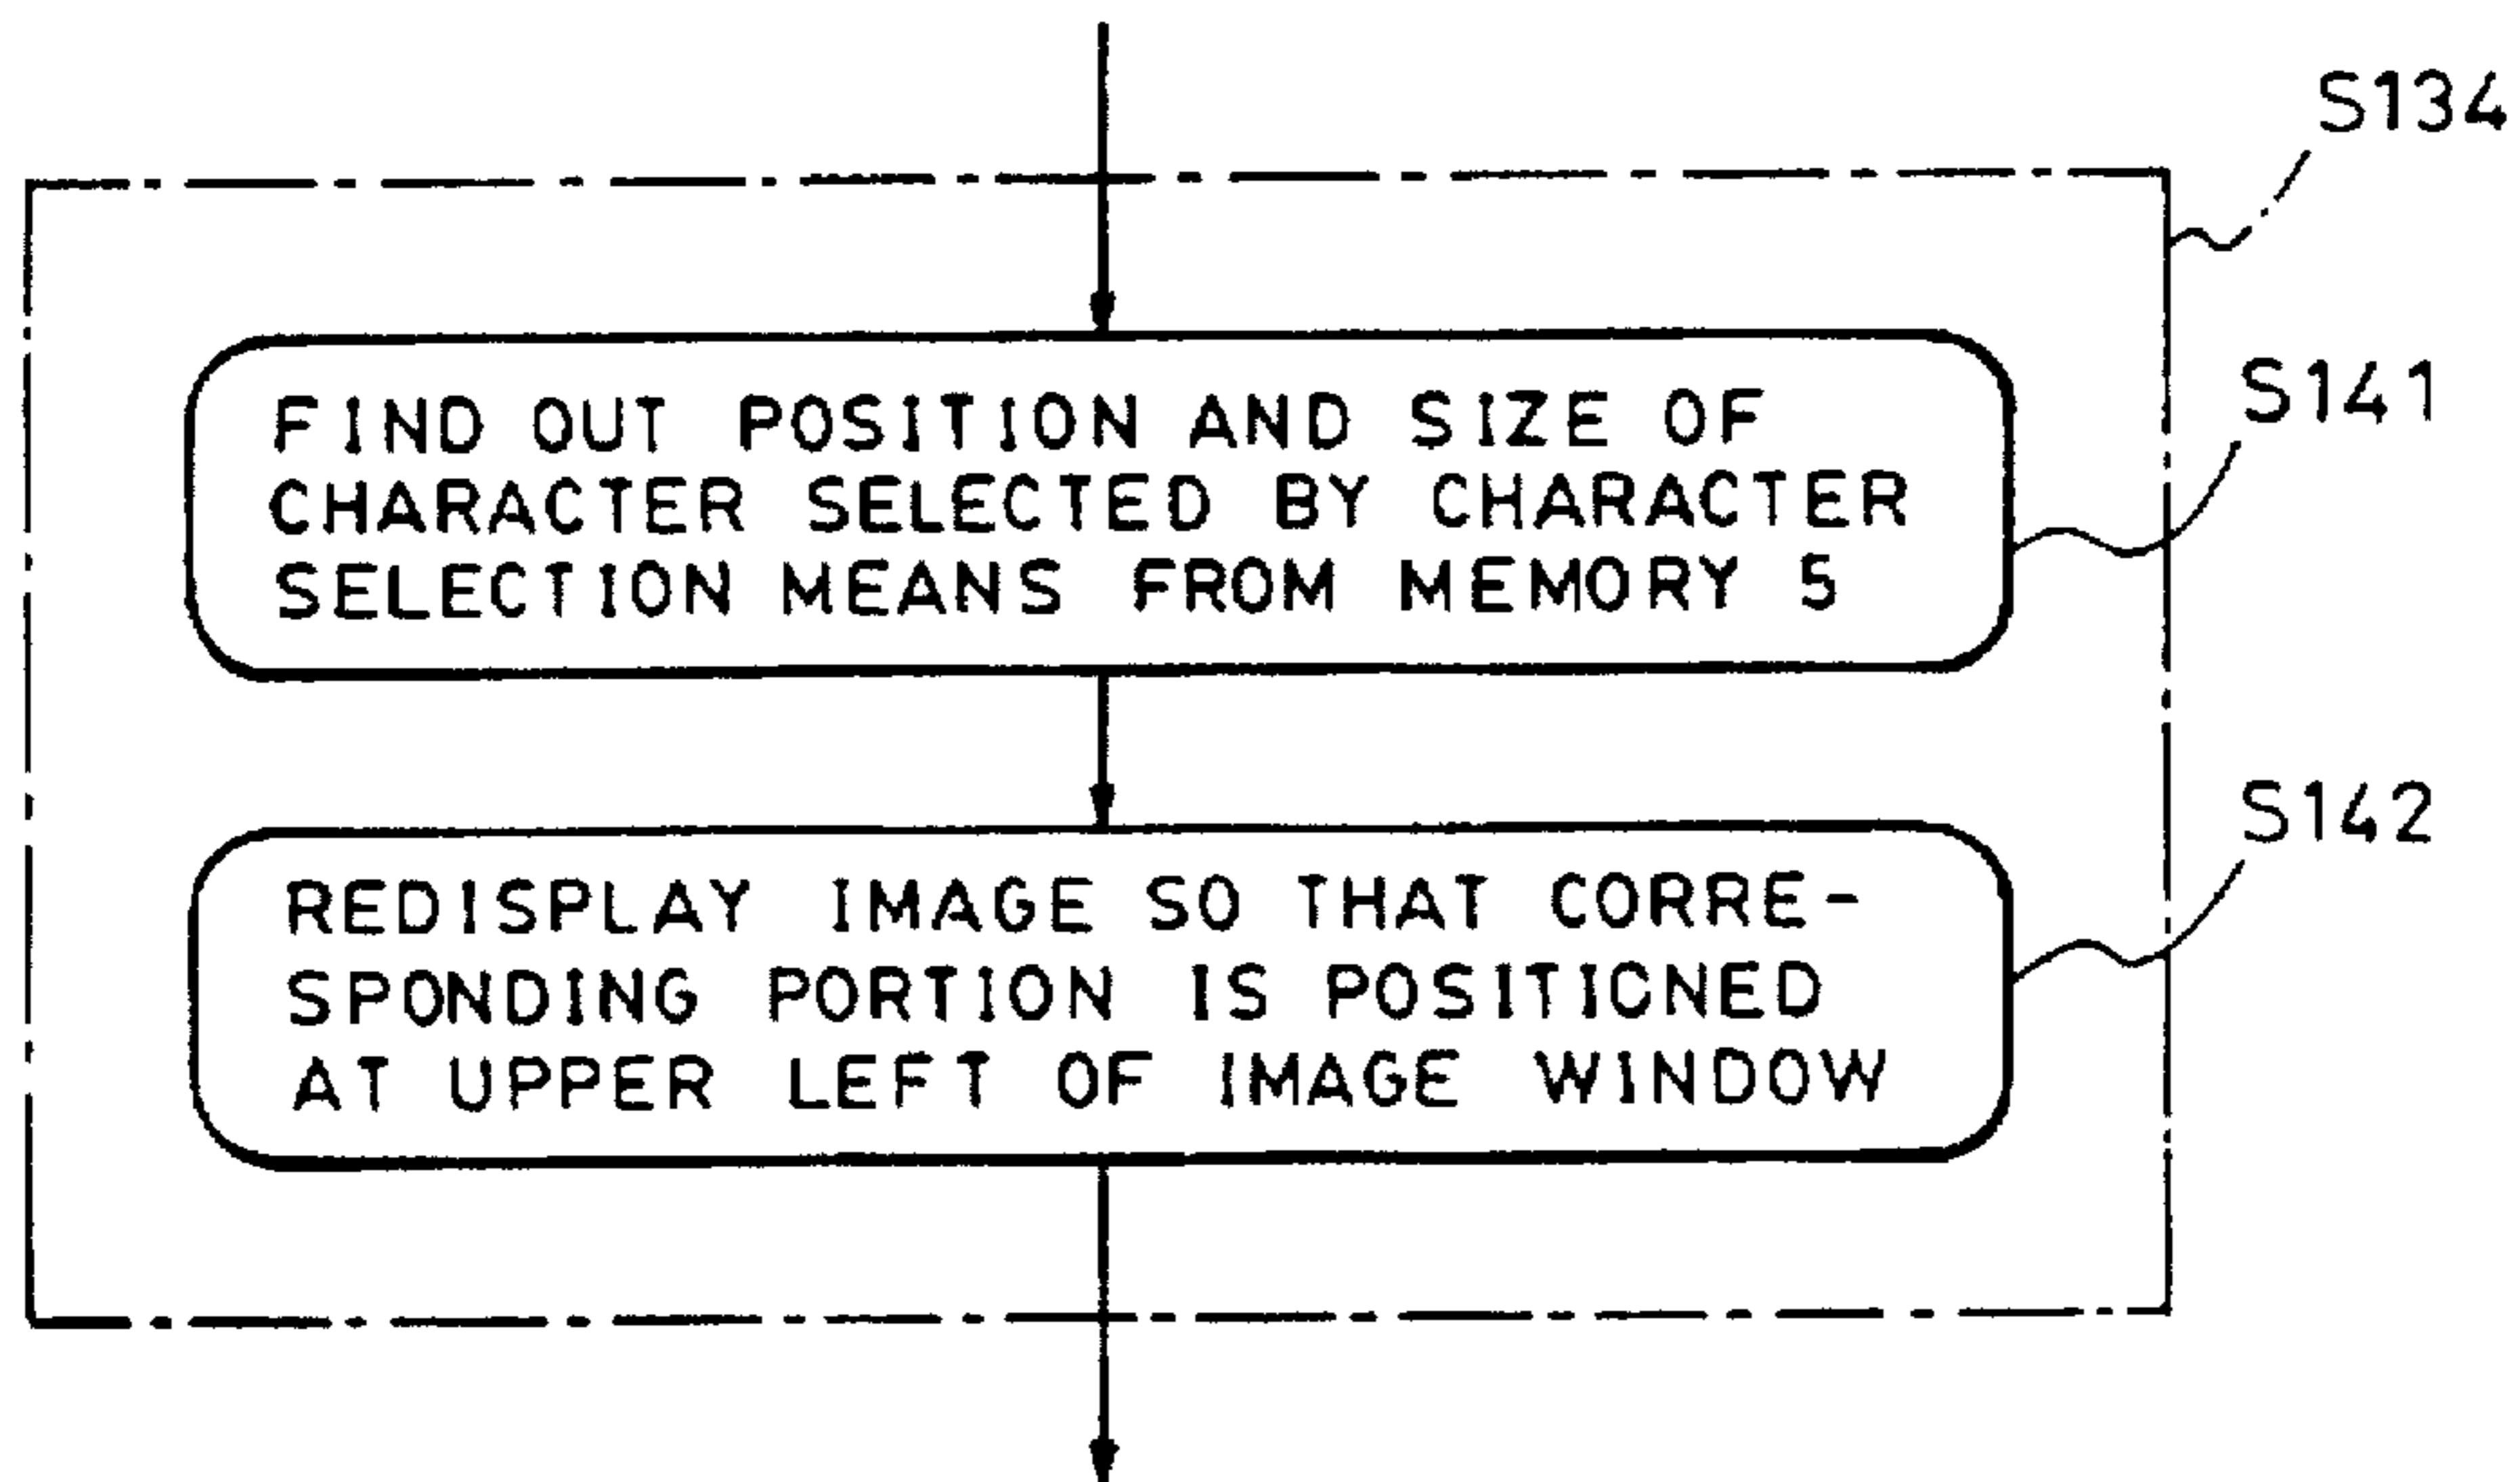 S134
FIND OUT POSITION AND SIZE OF
CHARACTER SELECTED BY CHARACTER
SELECTION MEANS FROM MEMORY 5
S141
REDISPLAY IMAGE SO THAT CORRE-
SPONDING PORTION IS POSITIONED
AT UPPER LEFT OF IMAGE WINDOW
S142